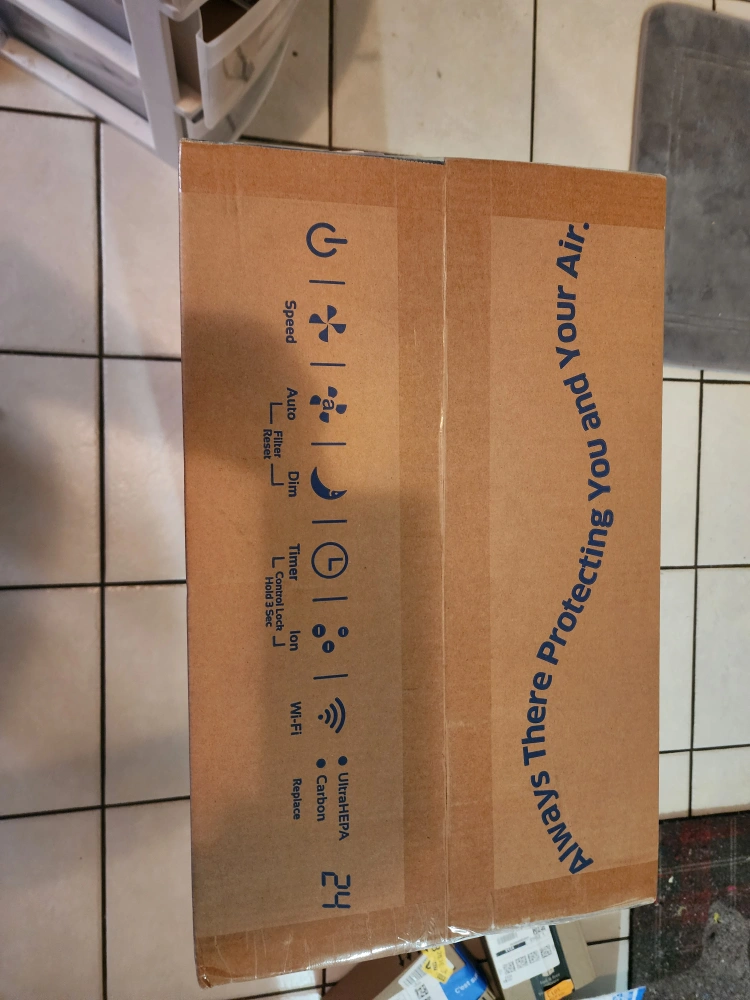 Always There Protecting You and Your Air.
Speed
Auto
Dim
Filter
Reset
Timer
Ion
Control Lock
Hold 3 Sec
Wi-Fi
UltraHEPA
Carbon
Replace
24
a